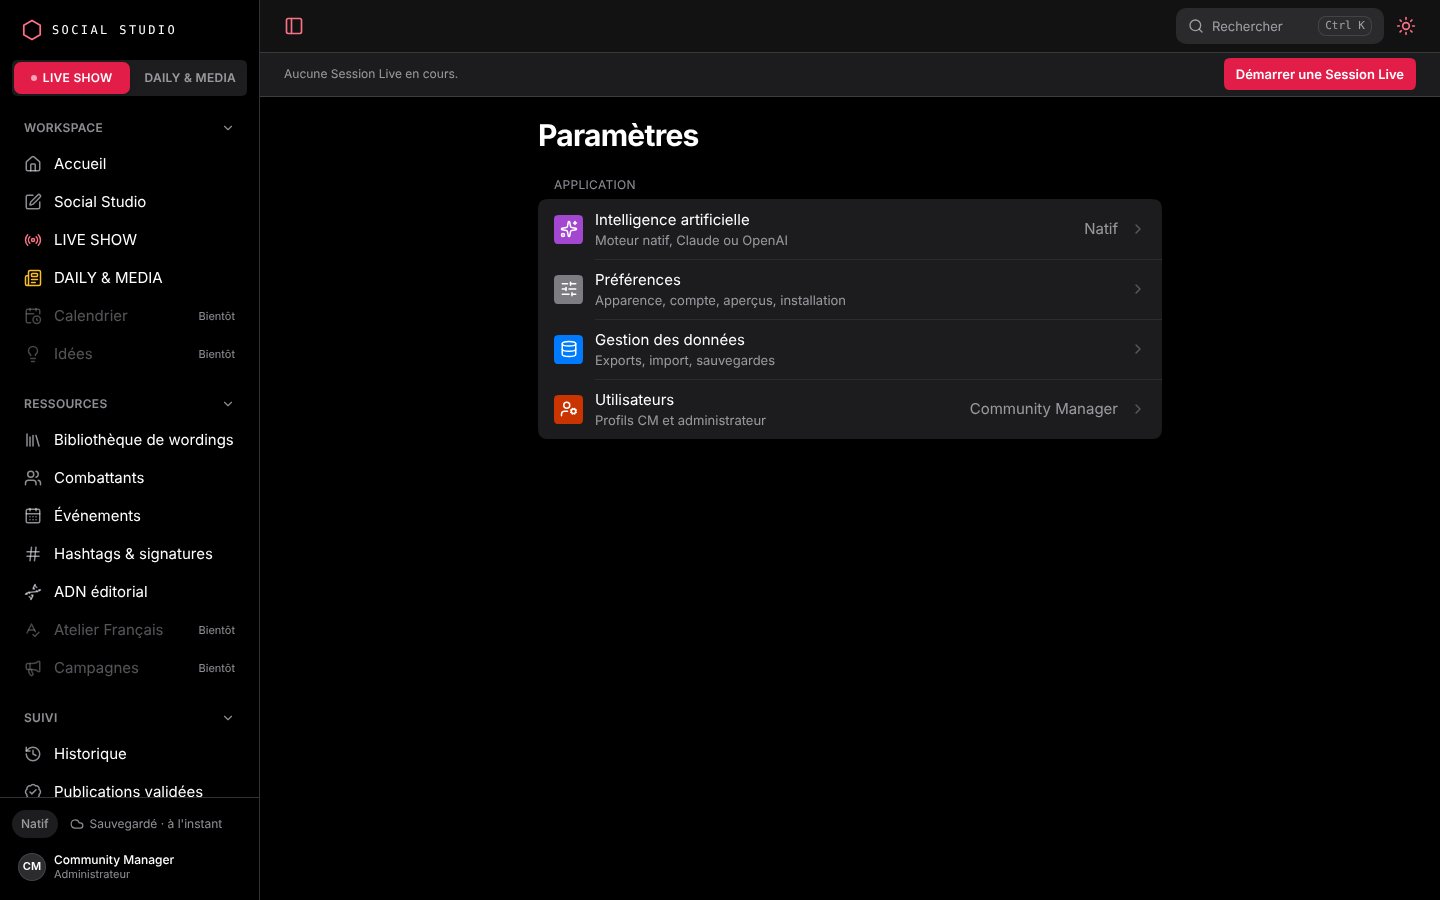 SOCIAL STUDIO
LIVE SHOW
DAILY & MEDIA
WORKSPACE
Accueil
Social Studio
LIVE SHOW
DAILY & MEDIA
Calendrier Bientôt
Idées Bientôt
RESSOURCES
Bibliothèque de wordings
Combattants
Événements
Hashtags & signatures
ADN éditorial
Atelier Français Bientôt
Campagnes Bientôt
SUIVI
Historique
Publications validées
Natif Sauvegardé · à l'instant
CM
Community Manager
Administrateur
Rechercher Ctrl K
Aucune Session Live en cours.
Démarrer une Session Live
Paramètres
APPLICATION
Intelligence artificielle
Moteur natif, Claude ou OpenAI
Natif
Préférences
Apparence, compte, aperçus, installation
Gestion des données
Exports, import, sauvegardes
Utilisateurs
Profils CM et administrateur
Community Manager